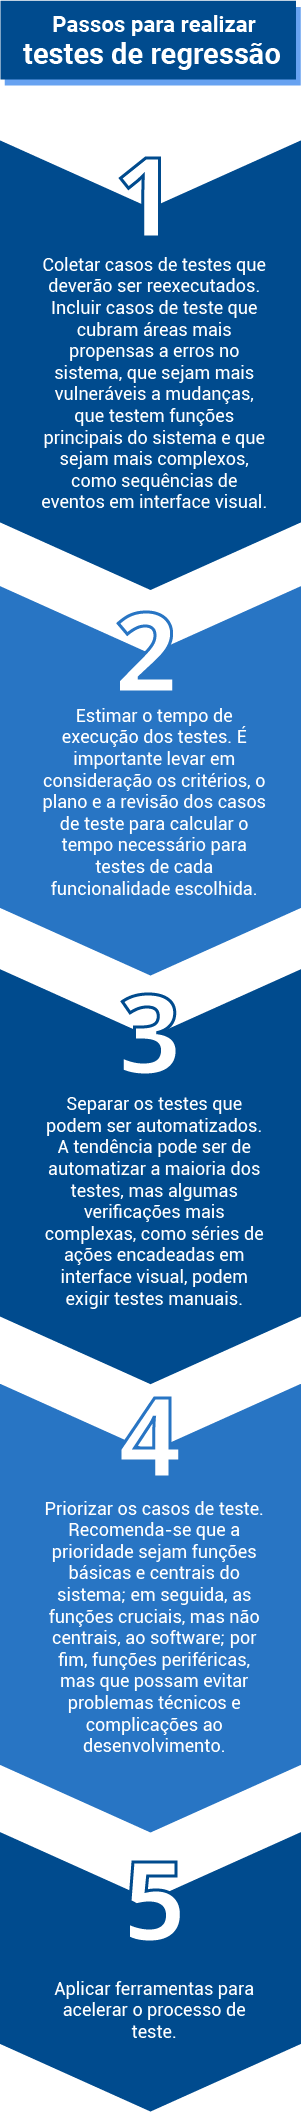 Passos para realizar
testes de regressão
1
Coletar casos de testes que
deverão ser reexecutados.
Incluir casos de teste que
cubram áreas mais
propensas a erros no
sistema, que sejam mais
vulneráveis a mudanças,
que testem funções
principais do sistema e que
sejam mais complexos,
como sequências de
eventos em interface visual.
2
Estimar o tempo de
execução dos testes. É
importante levar em
consideração os critérios, o
plano e a revisão dos casos
de teste para calcular o
tempo necessário para
testes de cada
funcionalidade escolhida.
3
Separar os testes que
podem ser automatizados.
A tendência pode ser de
automatizar a maioria dos
testes, mas algumas
verificações mais
complexas, como séries de
ações encadeadas em
interface visual, podem
exigir testes manuais.
4
Priorizar os casos de teste.
Recomenda-se que a
prioridade sejam funções
básicas e centrais do
sistema; em seguida, as
funções cruciais, mas não
centrais, ao software; por
fim, funções periféricas,
mas que possam evitar
problemas técnicos e
complicações ao
desenvolvimento.
5
Aplicar ferramentas para
acelerar o processo de
teste.